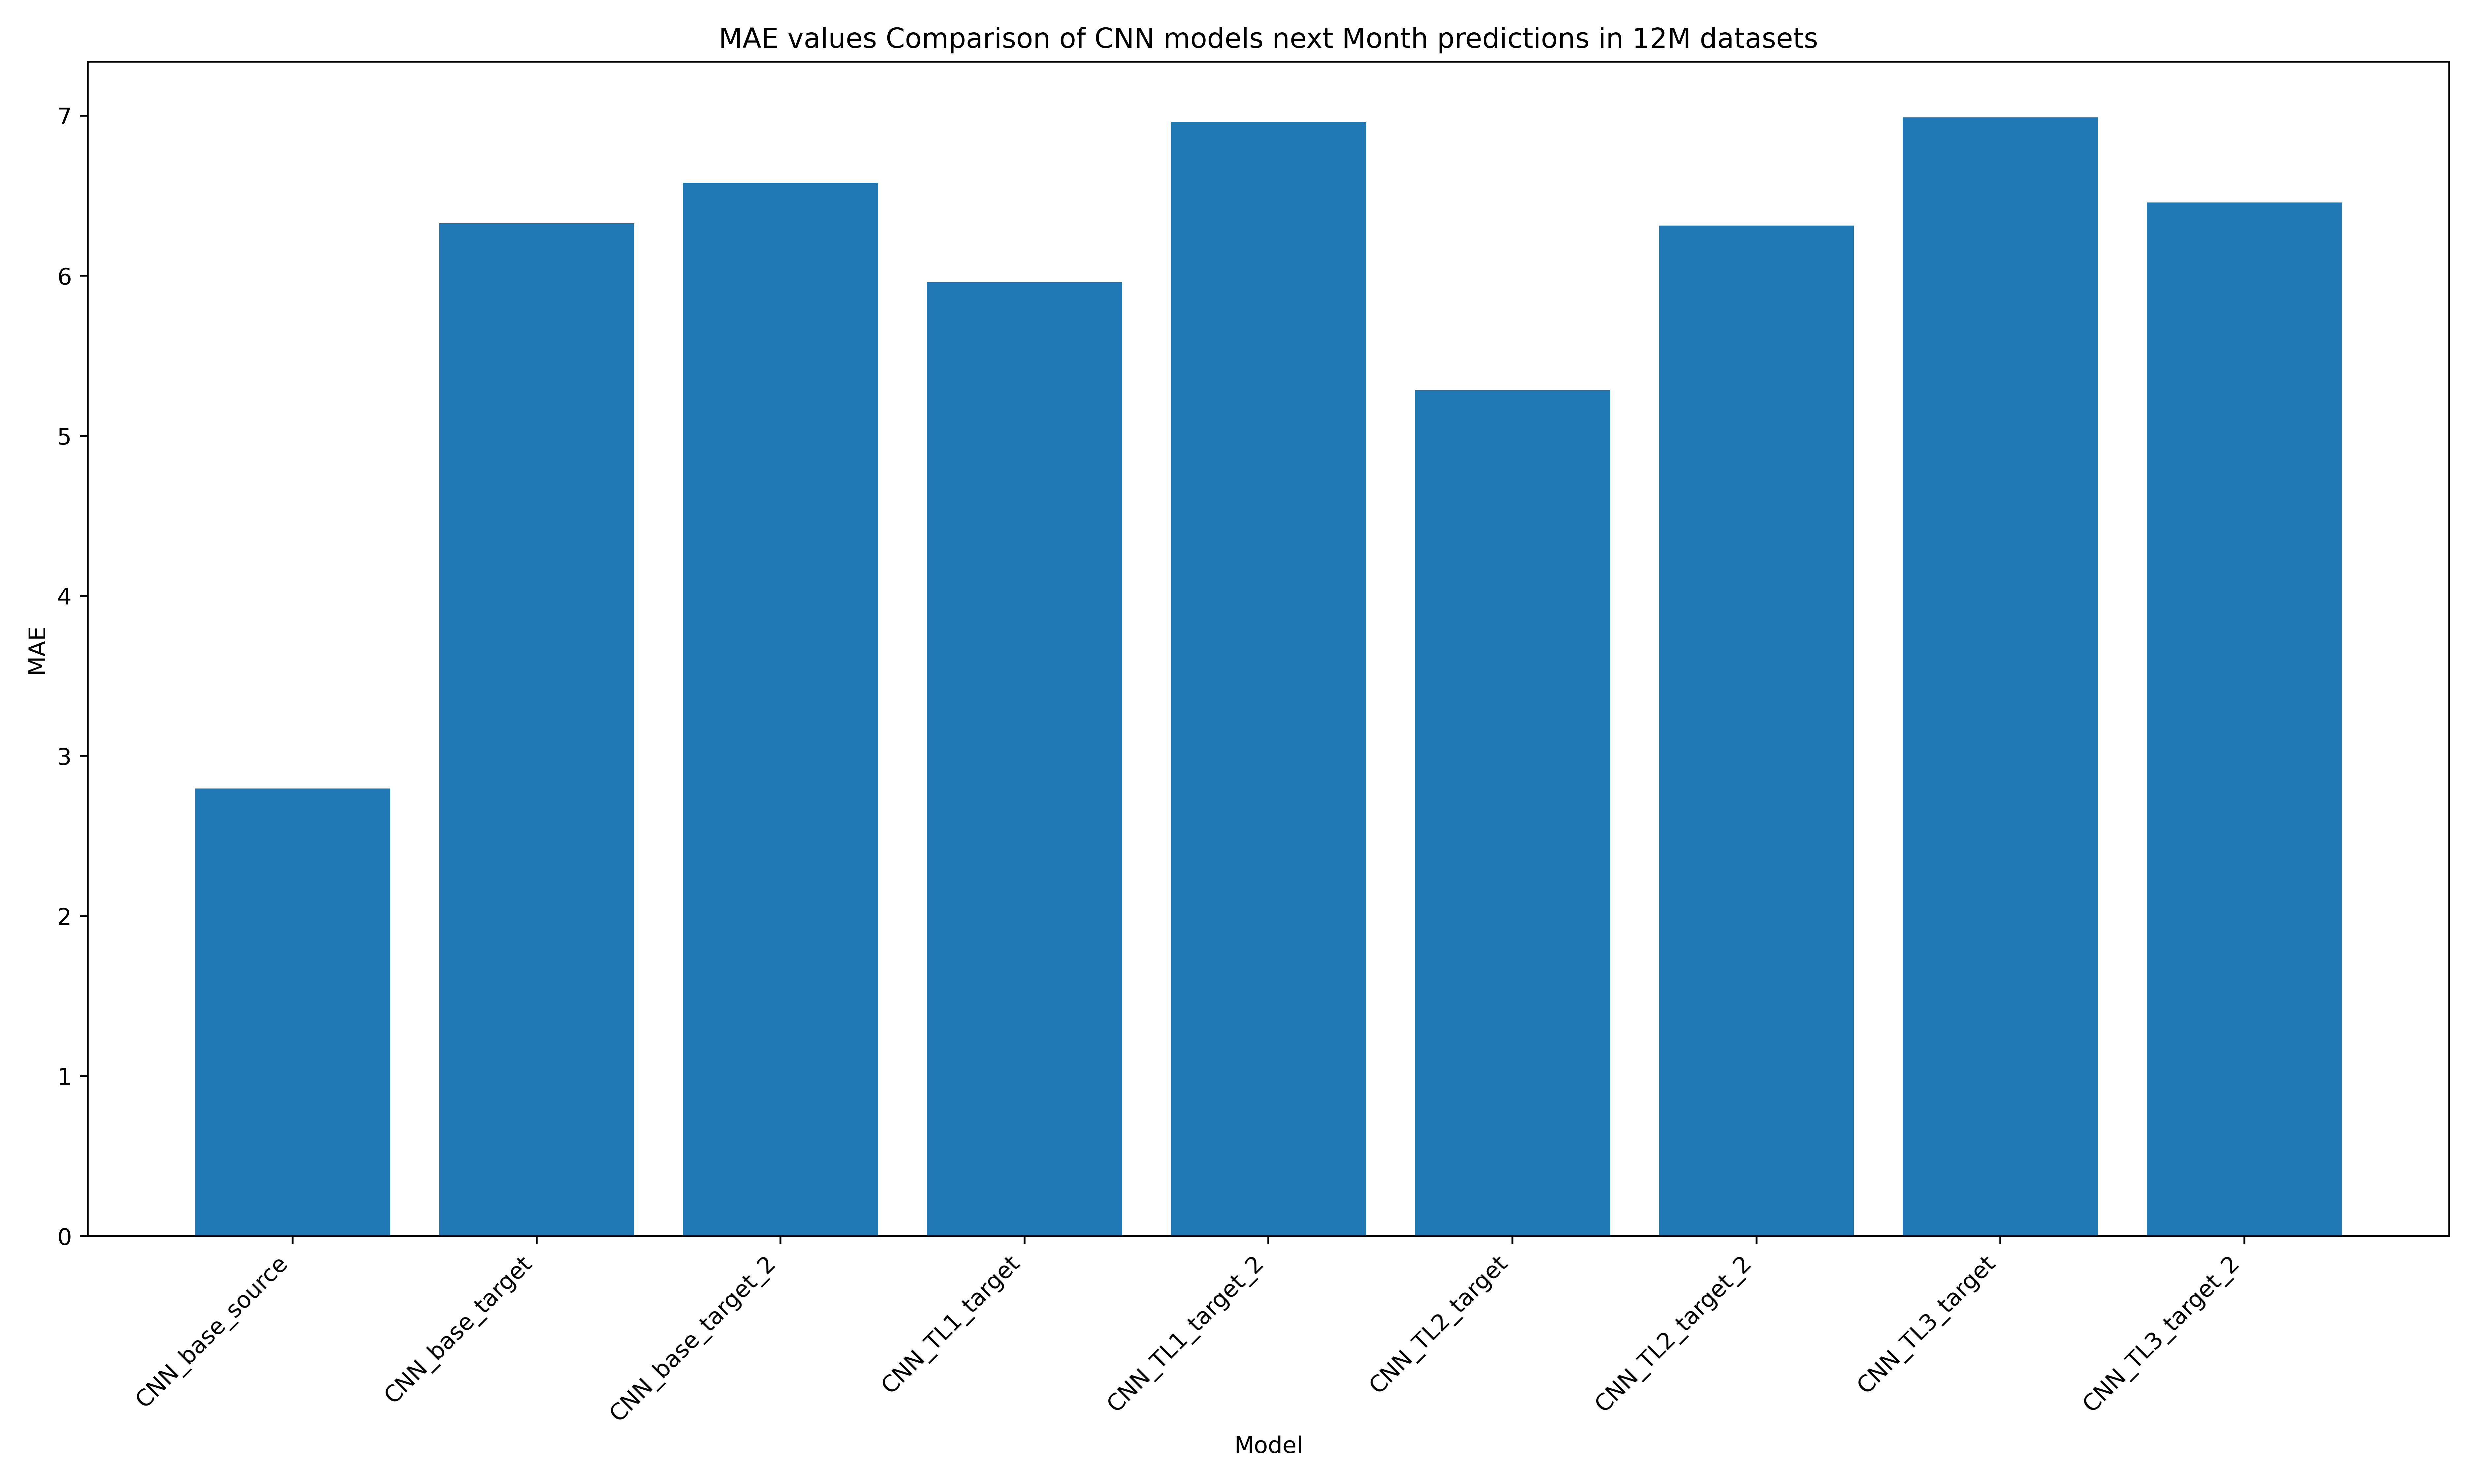 MAE values Comparison of CNN models next Month predictions in 12M datasets
MAE
7
6
5
4
3
2
1
0
CNN_base_source
CNN_base_target
CNN_base_target_2
CNN_TL1_target
CNN_TL1_target_2
CNN_TL2_target
CNN_TL2_target_2
CNN_TL3_target
CNN_TL3_target_2
Model